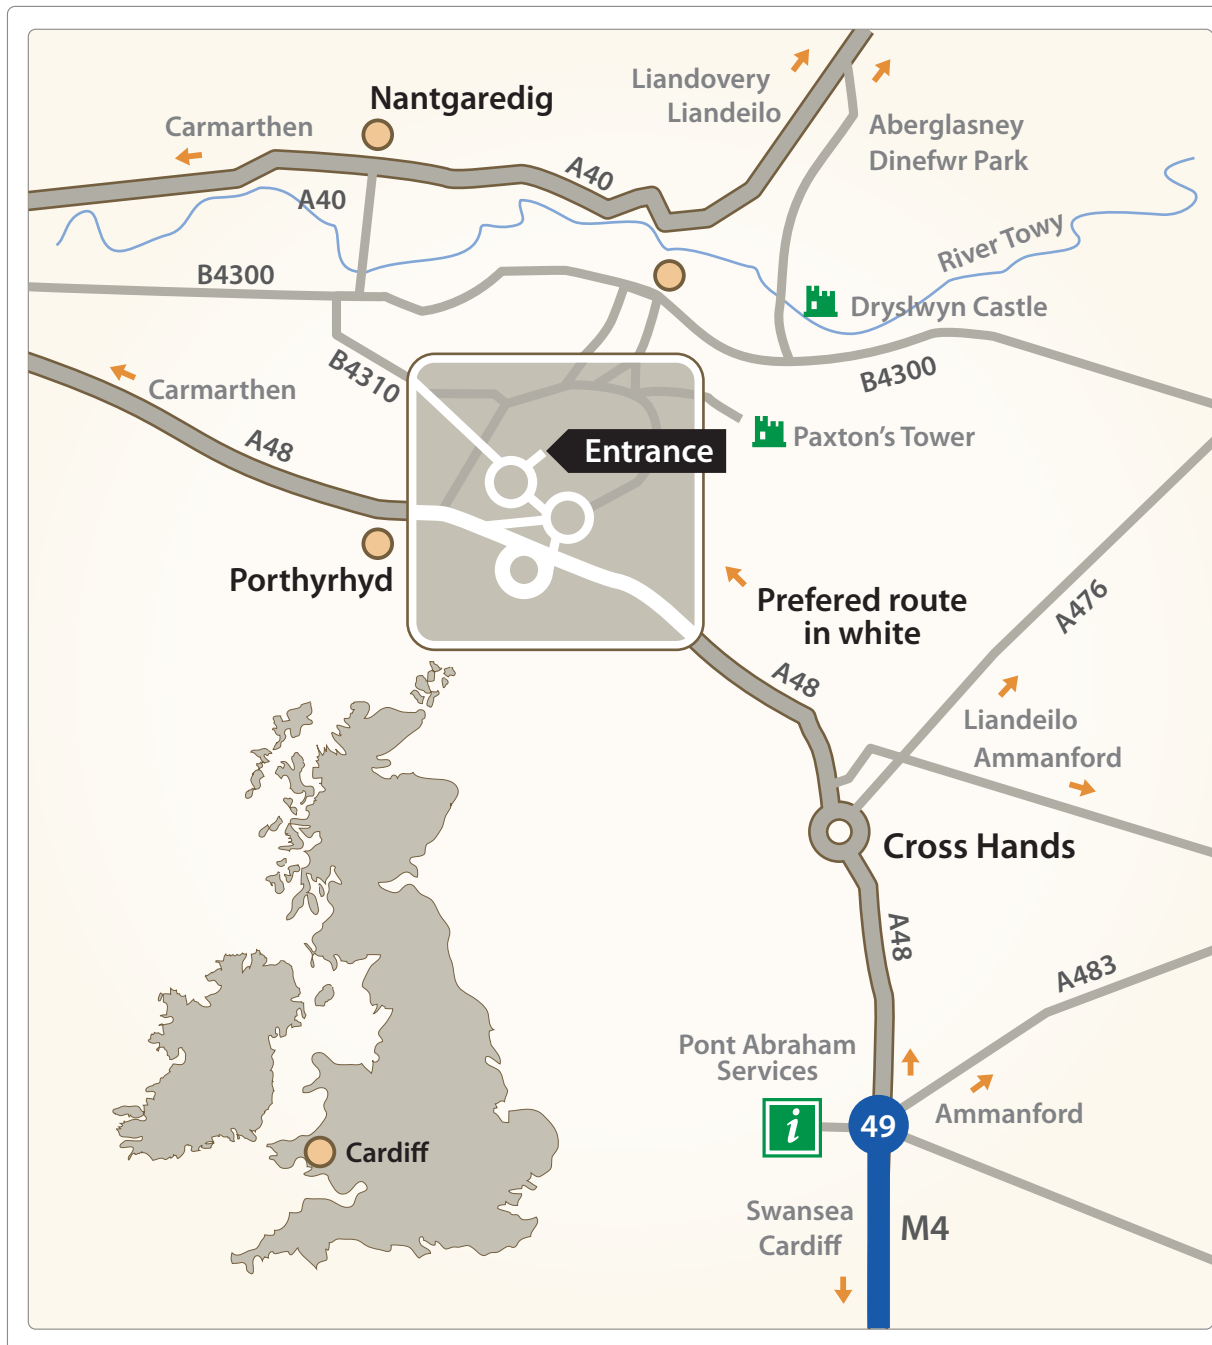 Nantgaredig
Carmarthen
Liandovery
Liandeilo
Aberglasney
Dinefwr Park
A40
A40
River Towy
B4300
Dryslwyn Castle
B4310
B4300
Carmarthen
A48
Entrance
Paxton's Tower
Porthyrhyd
Prefered route
in white
A476
A48
Liandeilo
Ammanford
Cross Hands
A48
A483
Pont Abraham
Services
i
49
Ammanford
Cardiff
Swansea
Cardiff
M4